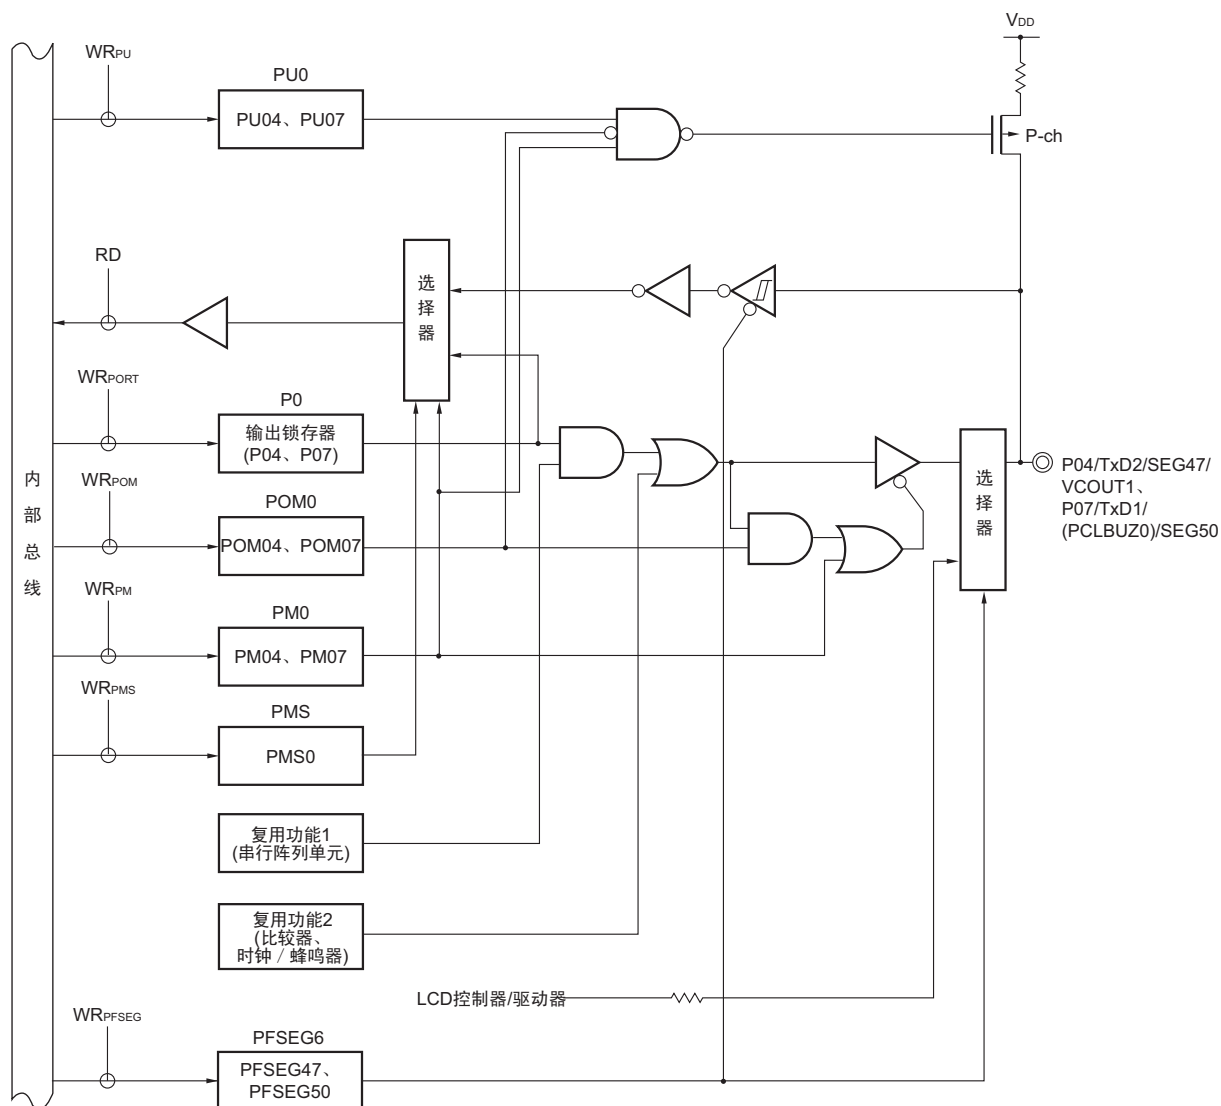 VDD
WRPU
PU0
PU04、PU07
P-ch
RD
选择器
WRPORT
P0
输出锁存器
(P04、P07)
内部总线
WRPOM
POM0
POM04、POM07
选择器
P04/TxD2/SEG47/
VCOUT1、
P07/TxD1/
(PCLBUZ0)/SEG50
WRPM
PM0
PM04、PM07
WRPMS
PMS
PMS0
复用功能1
(串行阵列单元)
复用功能2
(比较器、
时钟/蜂鸣器)
LCD控制器/驱动器
WRPFSEG
PFSEG6
PFSEG47、
PFSEG50